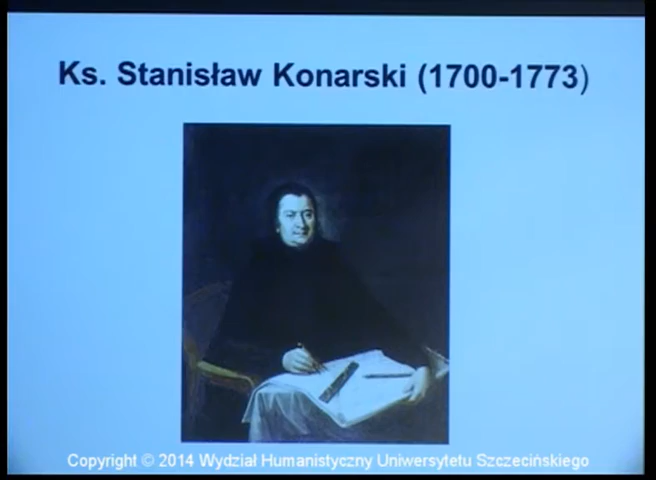 Ks. Stanisław Konarski (1700-1773)
Copyright © 2014 Wydział Humanistyczny Uniwersytetu Szczecińskiego